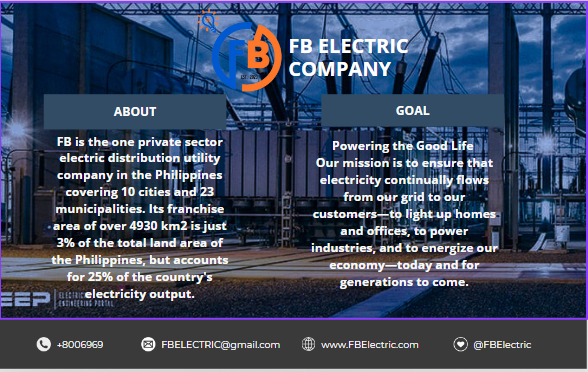 FB
FB ELECTRIC
COMPANY
ABOUT
FB is the one private sector
electric distribution utility
company in the Philippines
covering 10 cities and 23
municipalities. Its franchise
area of over 4930 km2 is just
3% of the total land area of
the Philippines, but accounts
for 25% of the country's
electricity output.
GOAL
Powering the Good Life
Our mission is to ensure that
electricity continually flows
from our grid to our
customers—to light up homes
and offices, to power
industries, and to energize our
economy—today and for
generations to come.
EEP
ELECTRICAL
ENGINEERING PORTAL
+8006969
FBELECTRIC@gmail.com
www.FBElectric.com
@FBElectric